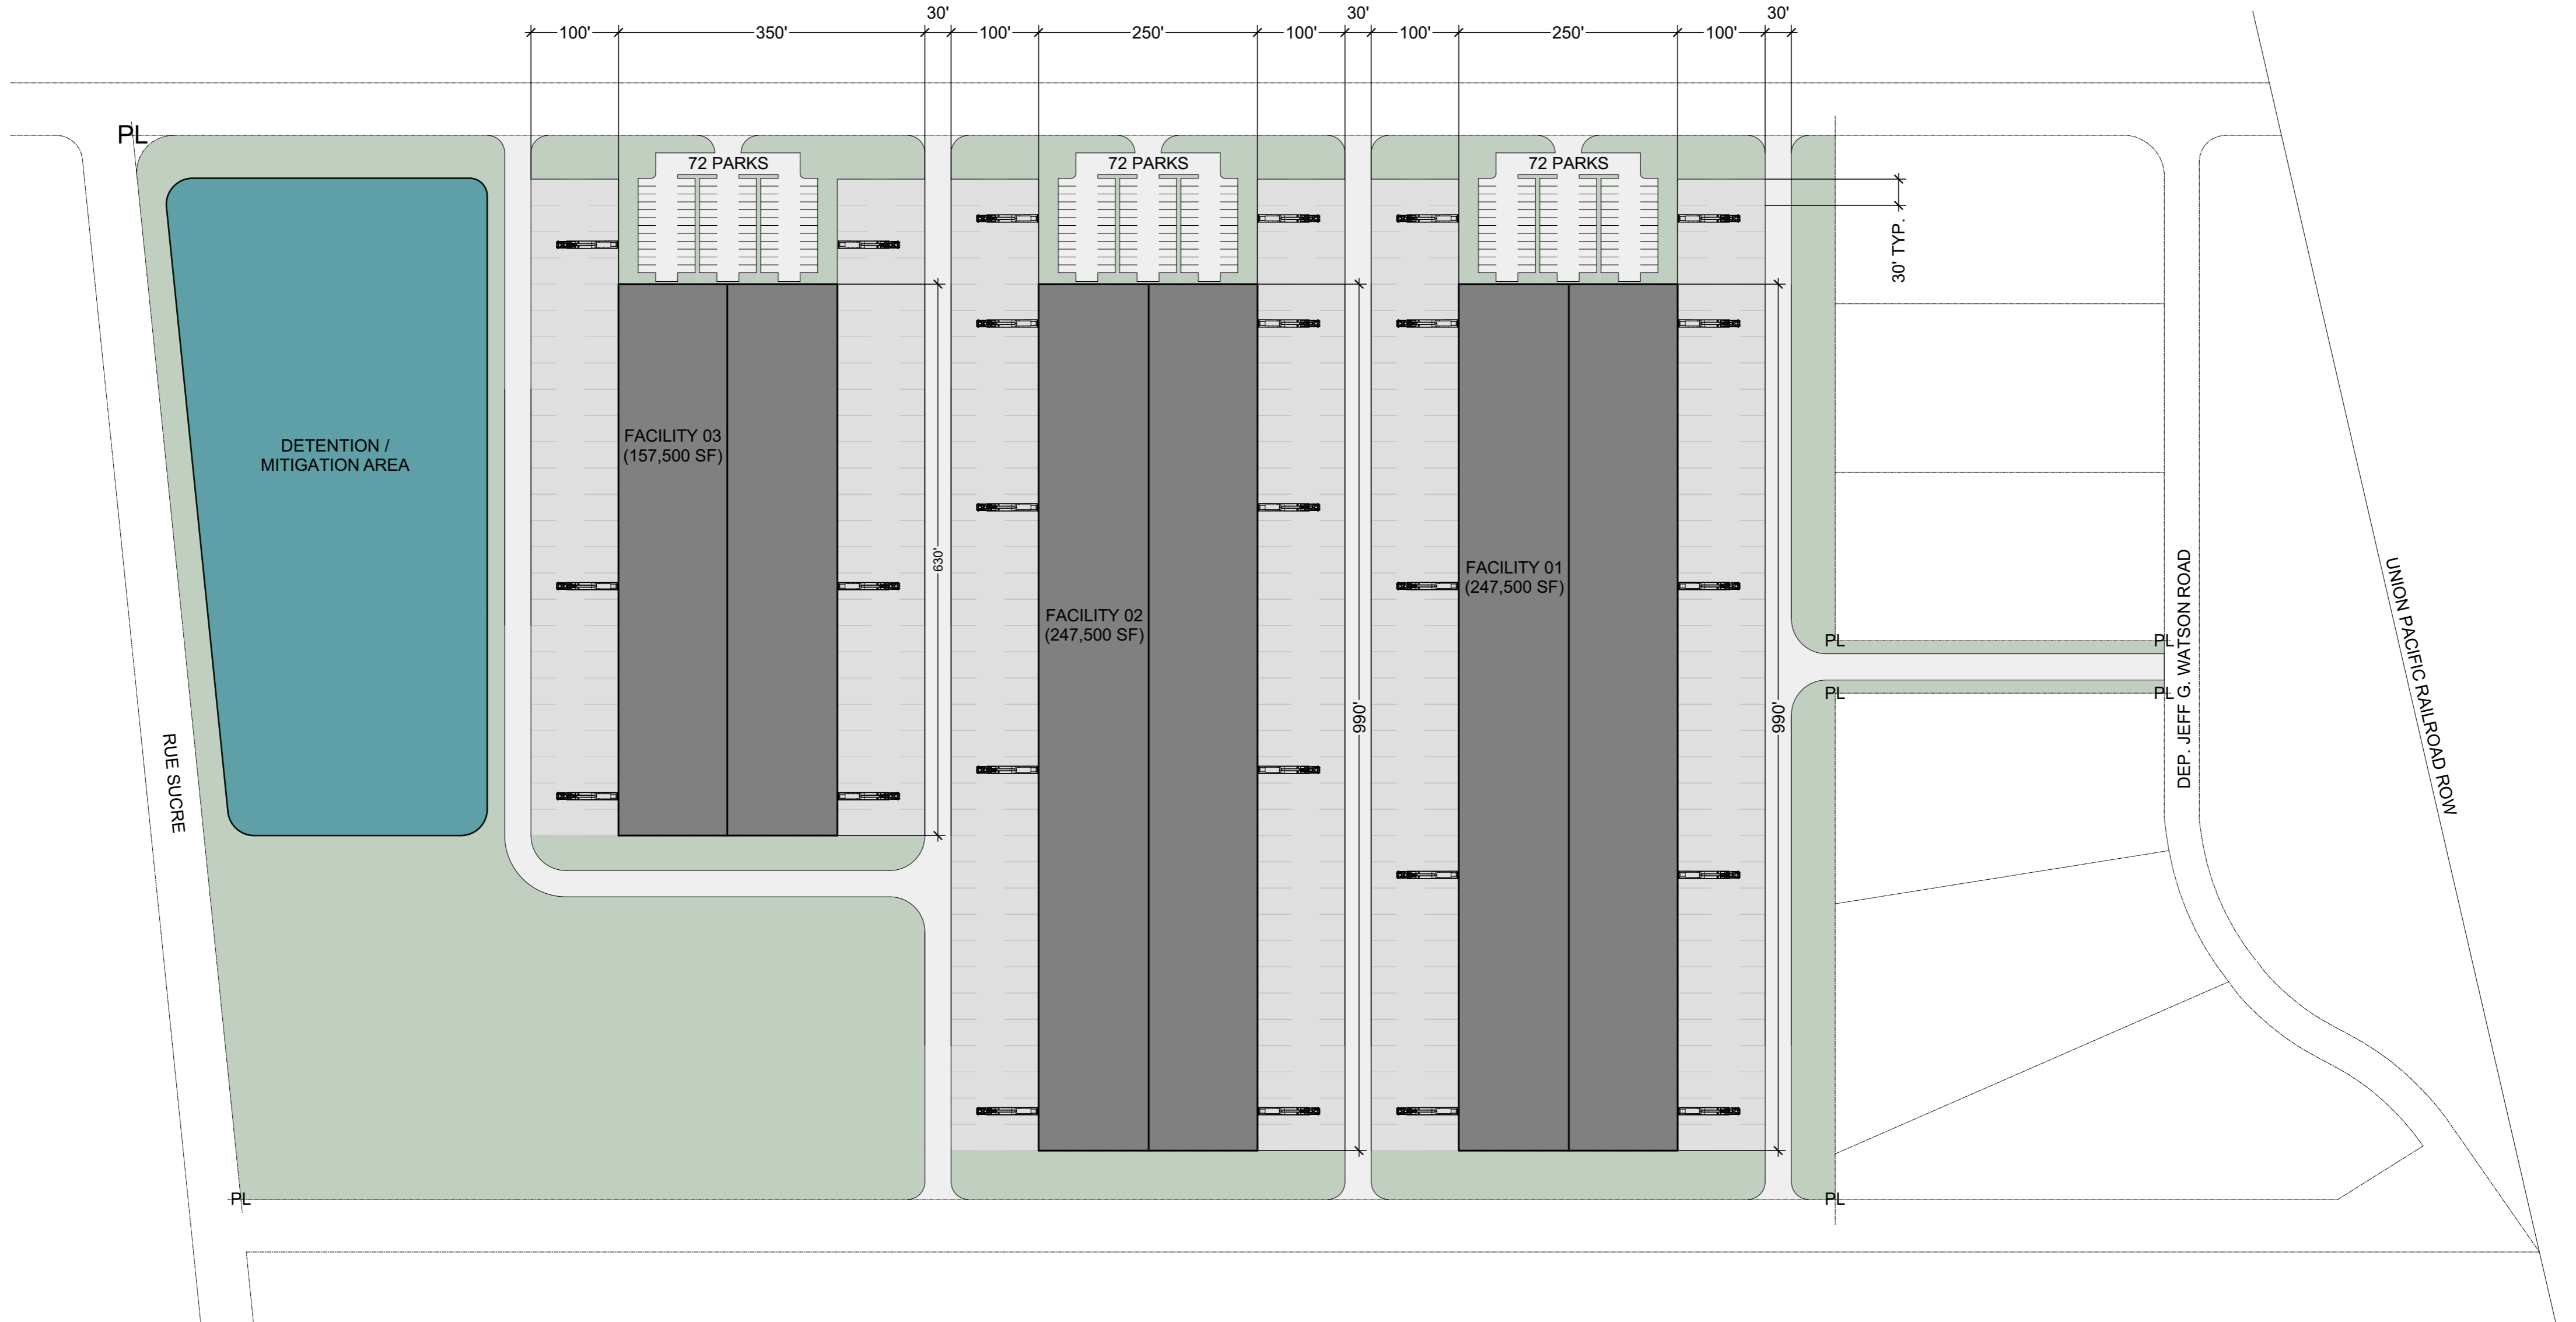 30' 30' 30'
100' 350' 100' 250' 100' 100' 250' 100'
PL
72 PARKS 72 PARKS 72 PARKS
30' TYP.
DETENTION /
MITIGATION AREA
FACILITY 03
(157,500 SF)
630'
FACILITY 02
(247,500 SF)
990'
FACILITY 01
(247,500 SF)
990'
PL PL
PL PL
DEP. JEFF G. WATSON ROAD
UNION PACIFIC RAILROAD ROW
RUE SUCRE
PL PL